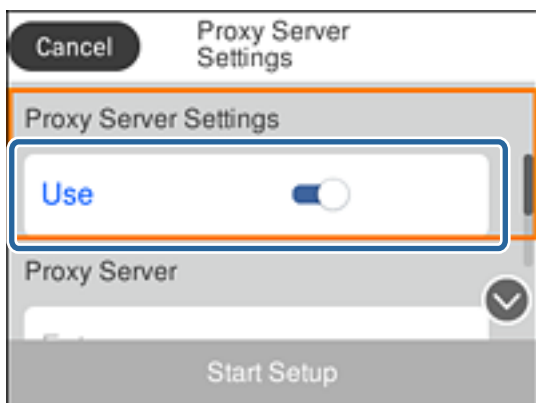 Cancel
Proxy Server
Settings
Proxy Server Settings
Use
Proxy Server
Start Setup